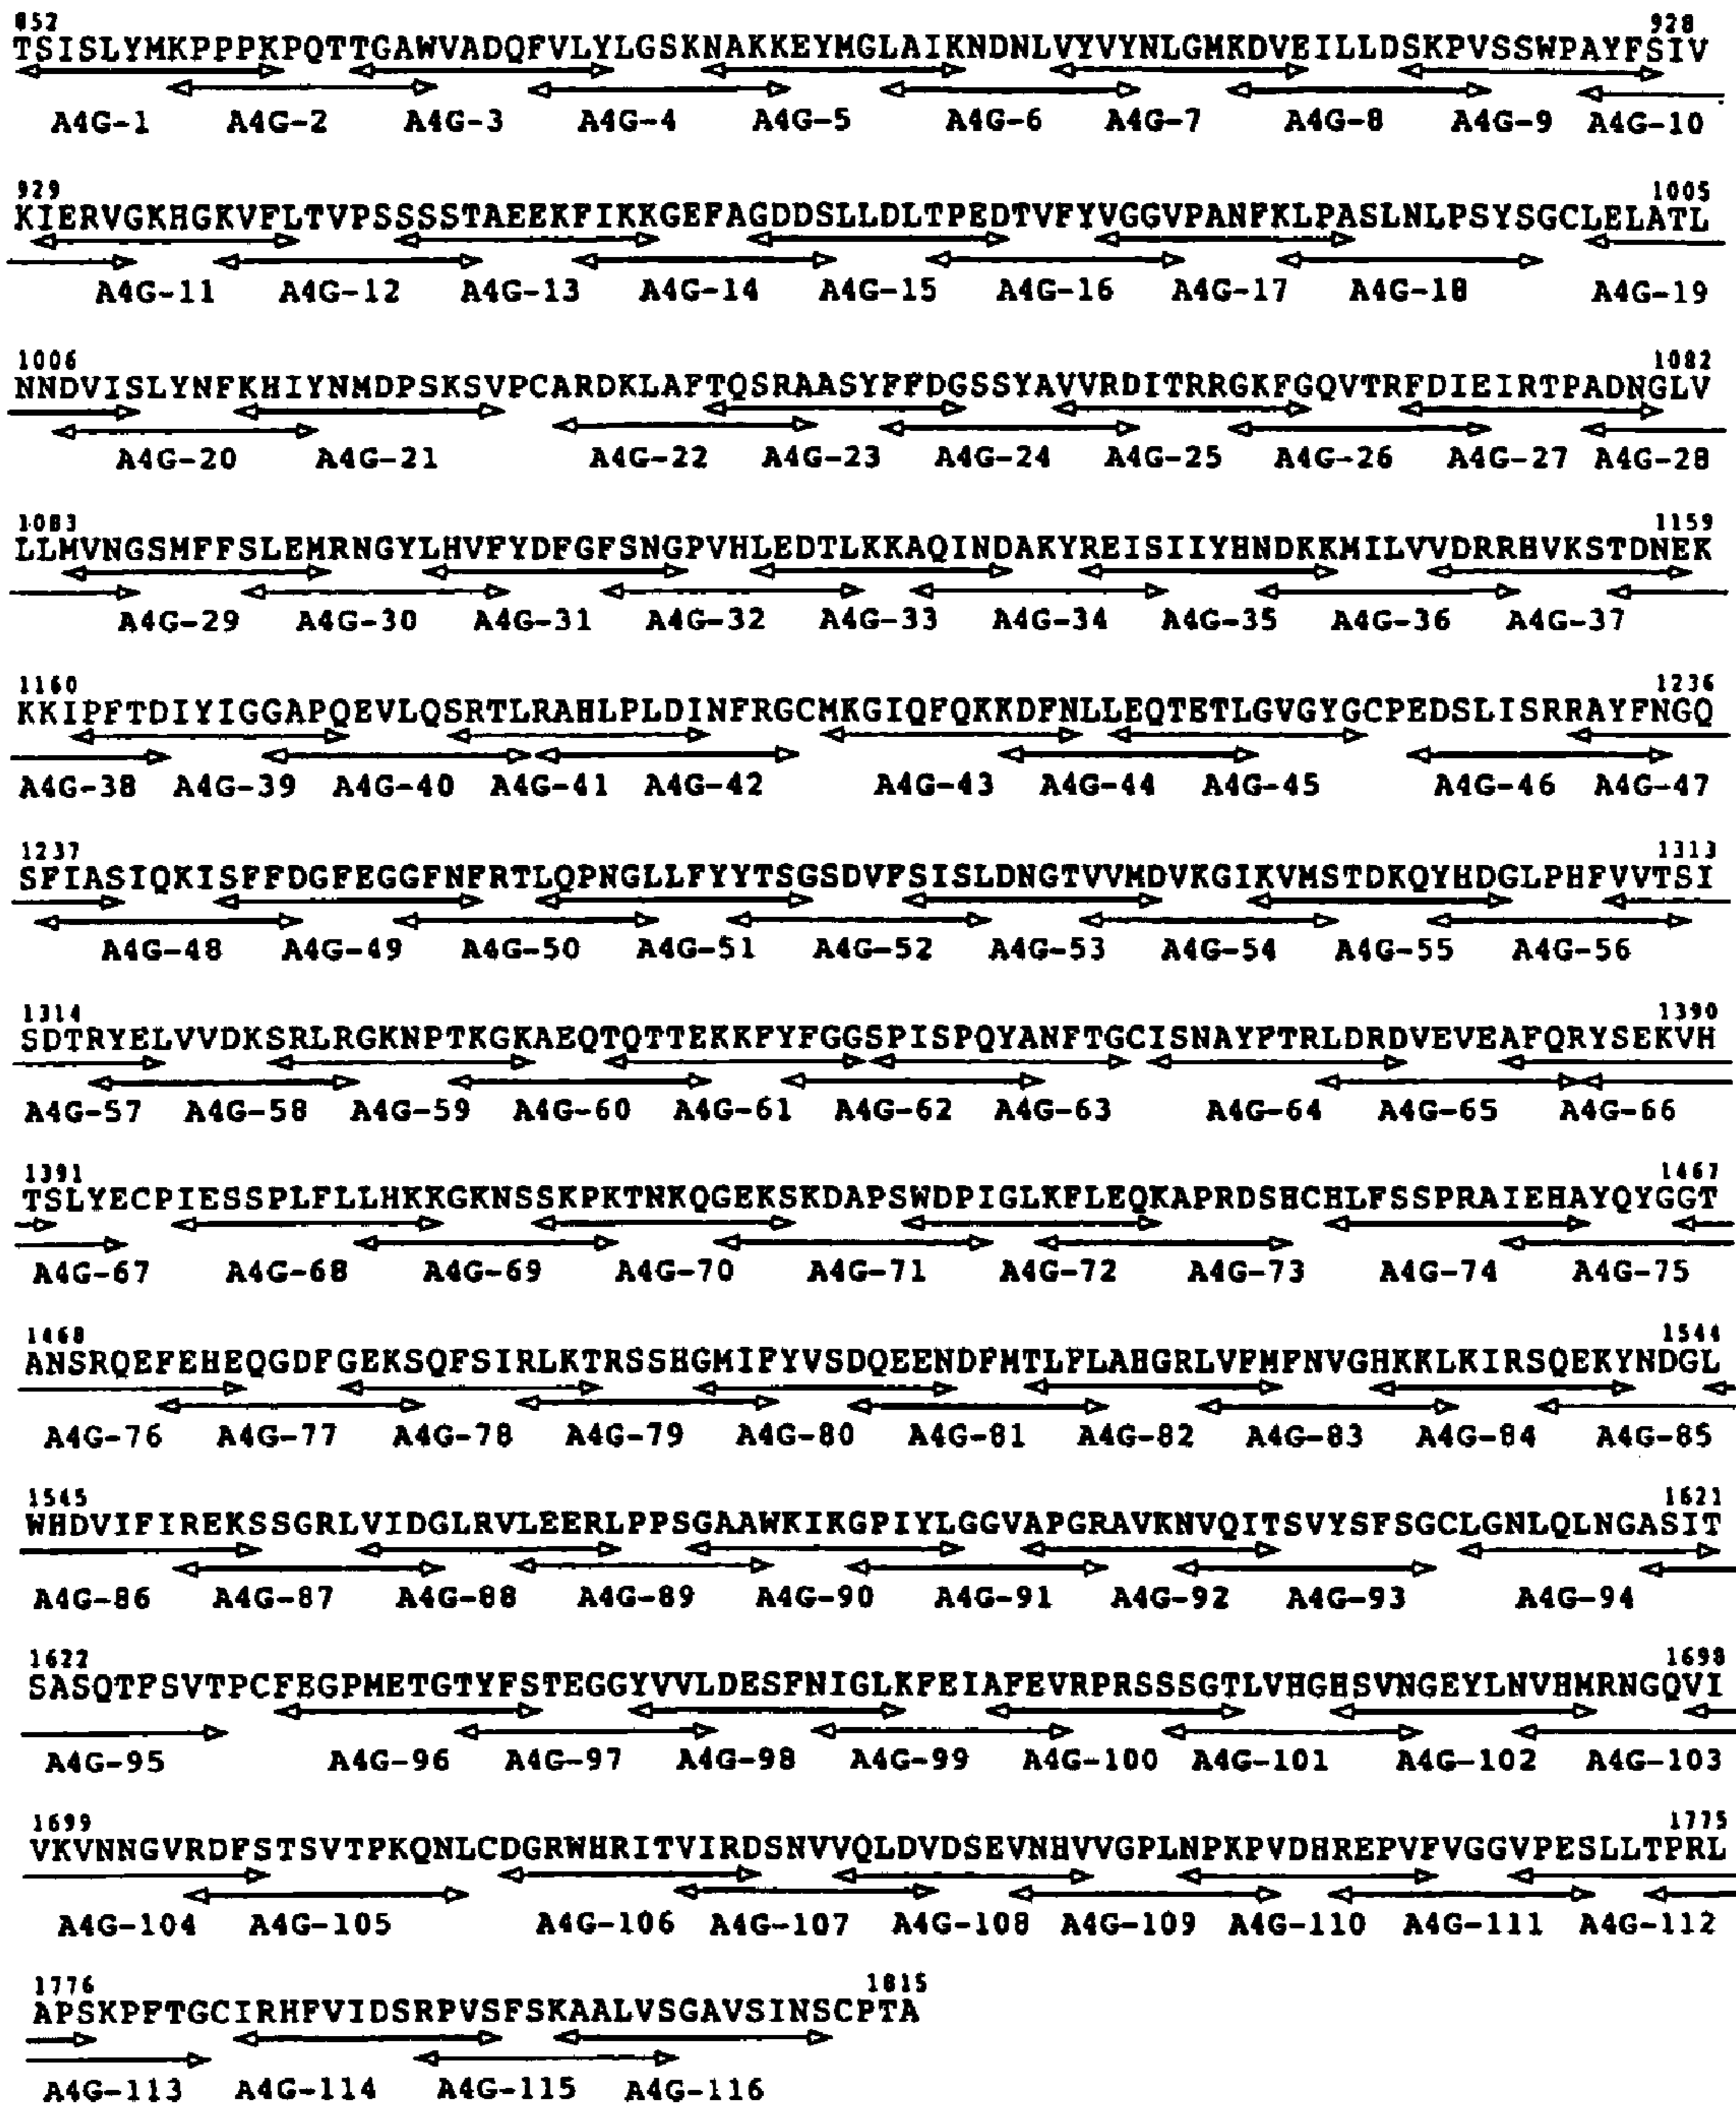 852
TSISLYMKPPPKPQTTGAWVADQFVLYLGSKNAKKEYMGLAIKNDNLVYVYNLGMKDVEILLDSKPVSSWPAYFSIV
928
A4G-1 A4G-2 A4G-3 A4G-4 A4G-5 A4G-6 A4G-7 A4G-8 A4G-9 A4G-10
929
KIERVGKHGKVFLTVPSSSSTAEEKFIKKGEFAGDDSLLDLTPEDTVFYVGGVPANFKLPASLNLPSYSGCLELATL
1005
A4G-11 A4G-12 A4G-13 A4G-14 A4G-15 A4G-16 A4G-17 A4G-18 A4G-19
1006
NNDVISLYNFKHIYNMDPSKSVPCARDKLAFTQSRAASYFFDGSSYAVVRDITRRGKFGQVTRFDIEIRTPADNGLV
1082
A4G-20 A4G-21 A4G-22 A4G-23 A4G-24 A4G-25 A4G-26 A4G-27 A4G-28
1083
LLMVNGSMFFSLEMRNGYLHVFYDFGFSNGPVHLEDTLKKAQINDAKYREISIIYHNDKKMILVVDRRHVKSTDNEK
1159
A4G-29 A4G-30 A4G-31 A4G-32 A4G-33 A4G-34 A4G-35 A4G-36 A4G-37
1160
KKIPFTDIYIGGAPQEVLQSRTLRAHLPLDINFRGCMKGIQFQKKDFNLLEQTETLGVGYGCPEDSLISRRAYFNGQ
1236
A4G-38 A4G-39 A4G-40 A4G-41 A4G-42 A4G-43 A4G-44 A4G-45 A4G-46 A4G-47
1237
SFIASIQKISFFDGFEGGFNFRTLQPNGLLFYYTSGSDVFSISLDNGTVVMDVKGIKVMSTDKQYHDGLPHFVVTSI
1313
A4G-48 A4G-49 A4G-50 A4G-51 A4G-52 A4G-53 A4G-54 A4G-55 A4G-56
1314
SDTRYELVVDKSRLRGKNPTKGKAEQTQTTEKKFYFGGSPISPQYANFTGCISNAYFTRLDRDVEVEAFQRYSEKVH
1390
A4G-57 A4G-58 A4G-59 A4G-60 A4G-61 A4G-62 A4G-63 A4G-64 A4G-65 A4G-66
1391
TSLYECPIESSPLFLLHKKGKNSSKPKTNKQGEKSKDAPSWDPIGLKFLEQKAPRDSHCHLFSSPRAIEHAYQYGGT
1467
A4G-67 A4G-68 A4G-69 A4G-70 A4G-71 A4G-72 A4G-73 A4G-74 A4G-75
1468
ANSRQEFEHEQGDFGEKSQFSIRLKTRSSHGMIFYVSDQEENDFMTLFLAHGRLVFMFNVGHKKLKIRSQEKYNDGL
1544
A4G-76 A4G-77 A4G-78 A4G-79 A4G-80 A4G-81 A4G-82 A4G-83 A4G-84 A4G-85
1545
WHDVIFIREKSSGRLVIDGLRVLEERLPPSGAAWKIKGPIYLGGVAPGRAVKNVQITSVYSFSGCLGNLQLNGASIT
1621
A4G-86 A4G-87 A4G-88 A4G-89 A4G-90 A4G-91 A4G-92 A4G-93 A4G-94
1622
SASQTFSVTPCFEGPMETGTYFSTEGGYVVLDESFNIGLKFEIAFEVRPRSSSGTLVHGHSVNGEYLNVHMRNGQVI
1698
A4G-95 A4G-96 A4G-97 A4G-98 A4G-99 A4G-100 A4G-101 A4G-102 A4G-103
1699
VKVNNGVRDFSTSVTPKQNLCDGRWHRITVIRDSNVVQLDVDSEVNHVVGPLNPKPVDHREPVFVGGVPESLLTPRL
1775
A4G-104 A4G-105 A4G-106 A4G-107 A4G-108 A4G-109 A4G-110 A4G-111 A4G-112
1776
APSKPFTGCIRHFVIDSRPVSFSKAALVSGAVSINSCPTA
1815
A4G-113 A4G-114 A4G-115 A4G-116